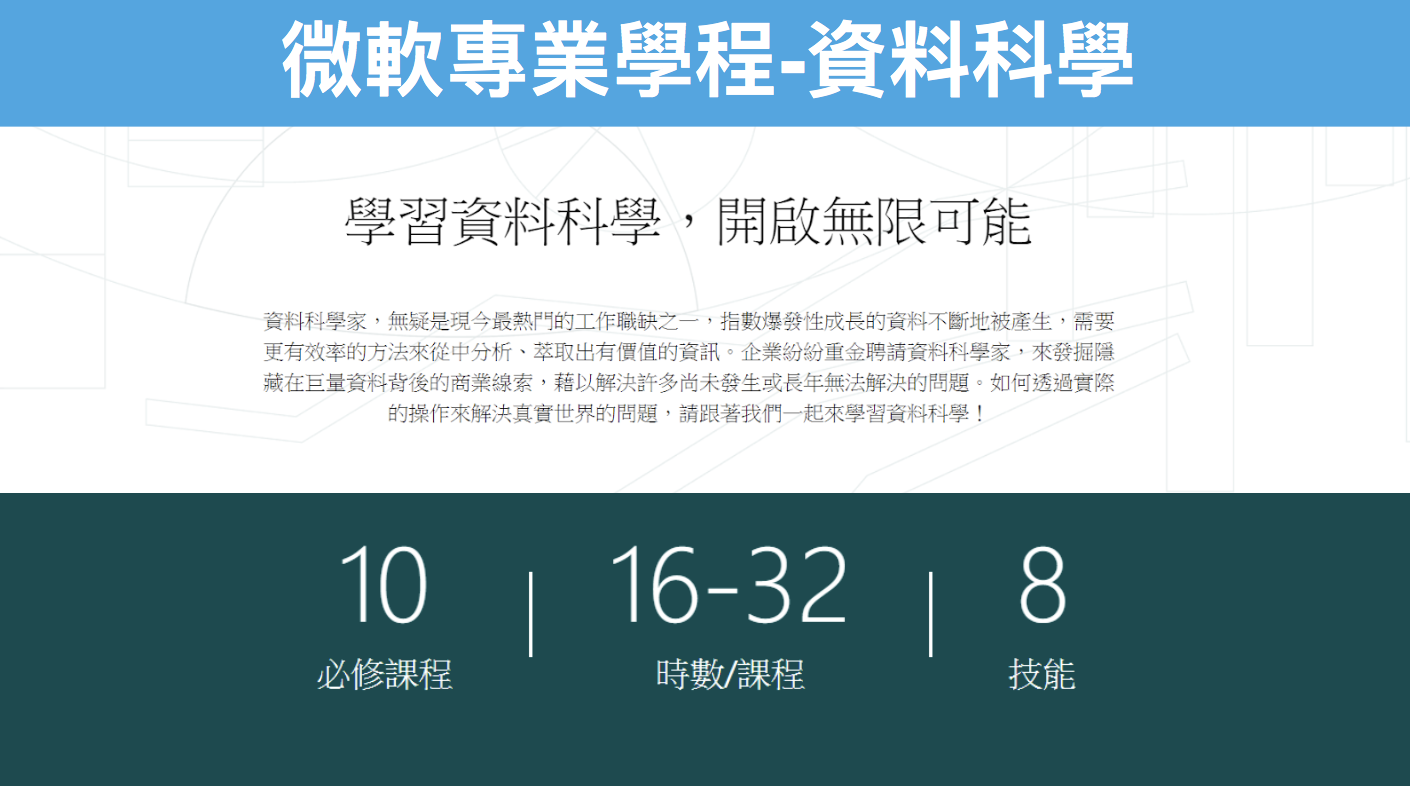 微軟專業學程-資料科學
學習資料科學，開啟無限可能
資料科學家，無疑是現今最熱門的工作職缺之一，指數爆發性成長的資料不斷地被產生，需要
更有效率的方法來從中分析、萃取出有價值的資訊。企業紛紛重金聘請資料科學家，來發掘隱
藏在巨量資料背後的商業線索，藉以解決許多尚未發生或長年無法解決的問題。如何透過實際
的操作來解決真實世界的問題，請跟著我們一起來學習資料科學！
10
必修課程
16-32
時數/課程
8
技能